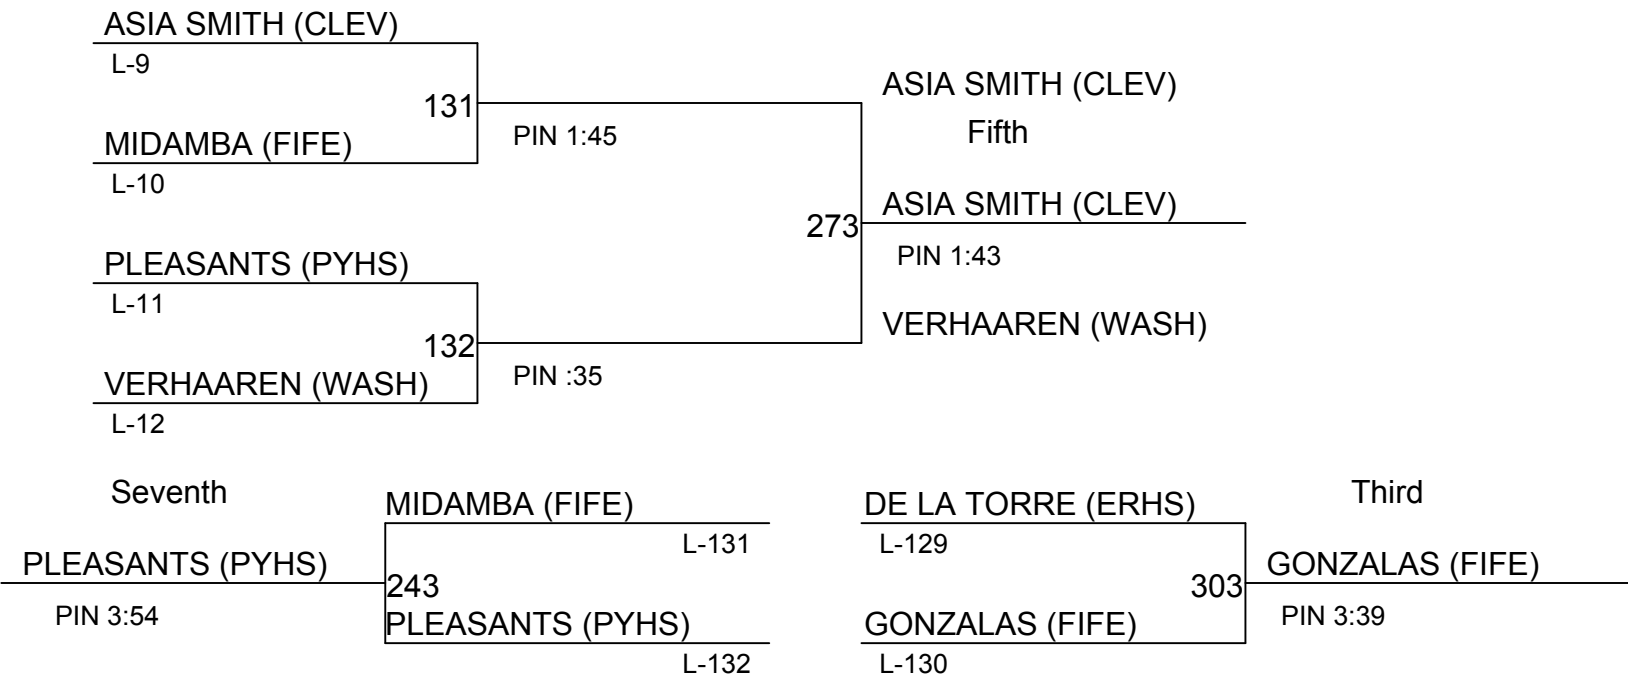 ASIA SMITH (CLEV)
L-9
131
MIDAMBA (FIFE)
L-10
PIN 1:45
ASIA SMITH (CLEV)
Fifth
273
ASIA SMITH (CLEV)
PIN 1:43
PLEASANTS (PYHS)
L-11
132
VERHAAREN (WASH)
L-12
PIN :35
VERHAAREN (WASH)
Seventh
MIDAMBA (FIFE)
L-131
PLEASANTS (PYHS)
PIN 3:54
243
PLEASANTS (PYHS)
L-132
DE LA TORRE (ERHS)
L-129
Third
303
GONZALAS (FIFE)
PIN 3:39
GONZALAS (FIFE)
L-130